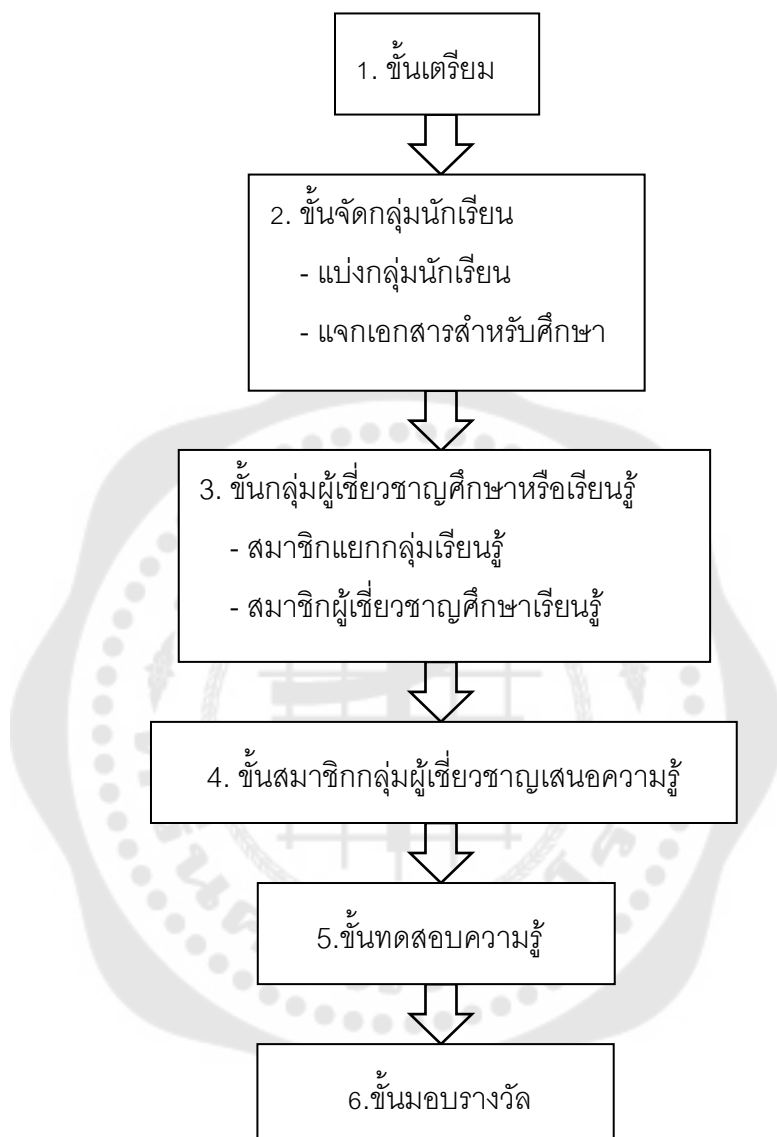 1. ขั้นเตรียม
2. ขั้นจัดกลุ่มนักเรียน
- แบ่งกลุ่มนักเรียน
- แจกเอกสารสำหรับศึกษา
3. ขั้นกลุ่มผู้เชี่ยวชาญศึกษาหรือเรียนรู้
- สมาชิกแยกกลุ่มเรียนรู้
- สมาชิกผู้เชี่ยวชาญศึกษาเรียนรู้
4. ขั้นสมาชิกกลุ่มผู้เชี่ยวชาญเสนอความรู้
5.ขั้นทดสอบความรู้
6.ขั้นมอบรางวัล